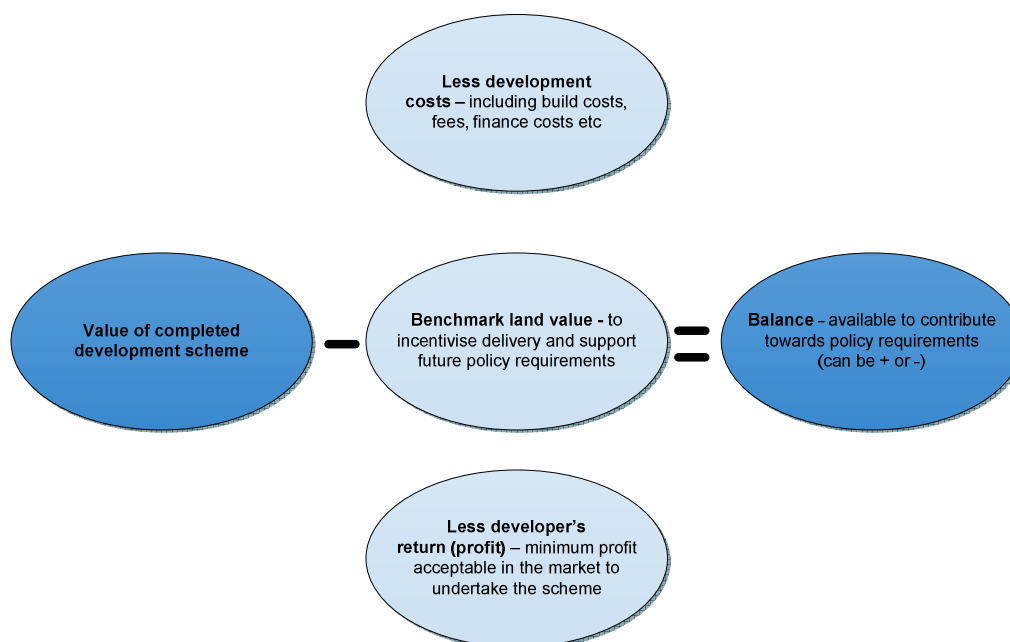 Less development
costs – including build costs,
fees, finance costs etc
Value of completed
development scheme
Benchmark land value - to
incentivise delivery and support
future policy requirements
Balance – available to contribute
towards policy requirements
(can be + or -)
Less developer’s
return (profit) – minimum profit
acceptable in the market to
undertake the scheme